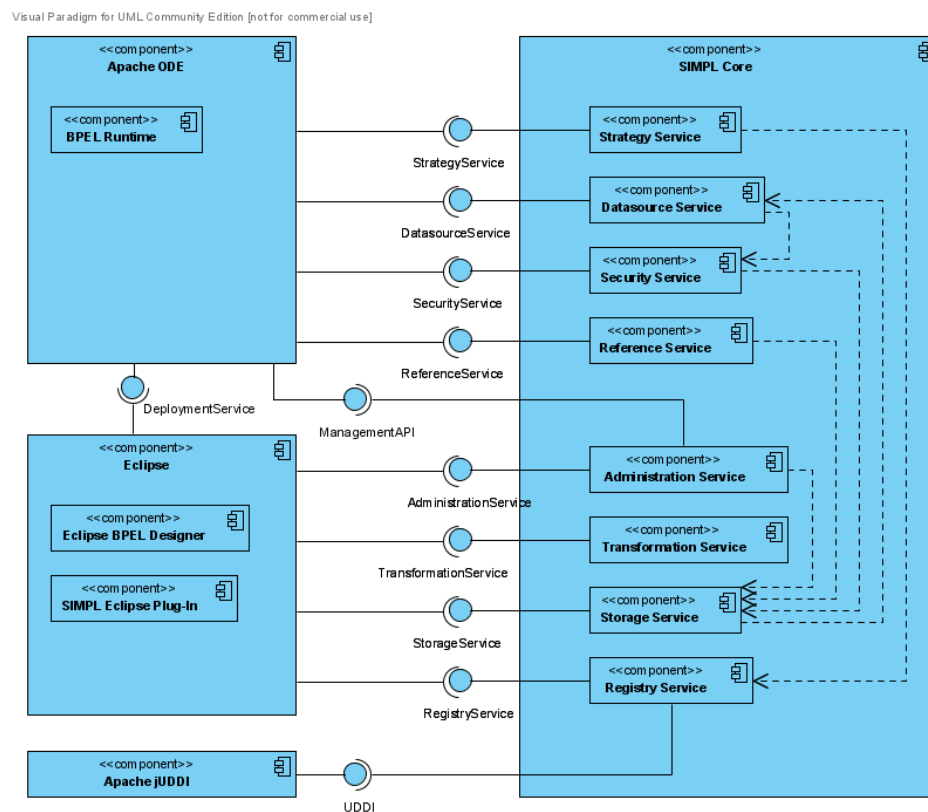 Visual Paradigm for UML Community Edition [not for commercial use]
<<component>>
Apache ODE
<<component>>
BPEL Runtime
<<component>>
SIMPL Core
StrategyService
<<component>>
Strategy Service
DatasourceService
<<component>>
Datasource Service
SecurityService
<<component>>
Security Service
ReferenceService
<<component>>
Reference Service
DeploymentService
ManagementAPI
<<component>>
Eclipse
<<component>>
Eclipse BPEL Designer
<<component>>
SIMPL Eclipse Plug-In
AdministrationService
<<component>>
Administration Service
TransformationService
<<component>>
Transformation Service
StorageService
<<component>>
Storage Service
RegistryService
<<component>>
Registry Service
<<component>>
Apache jUDDI
UDDI